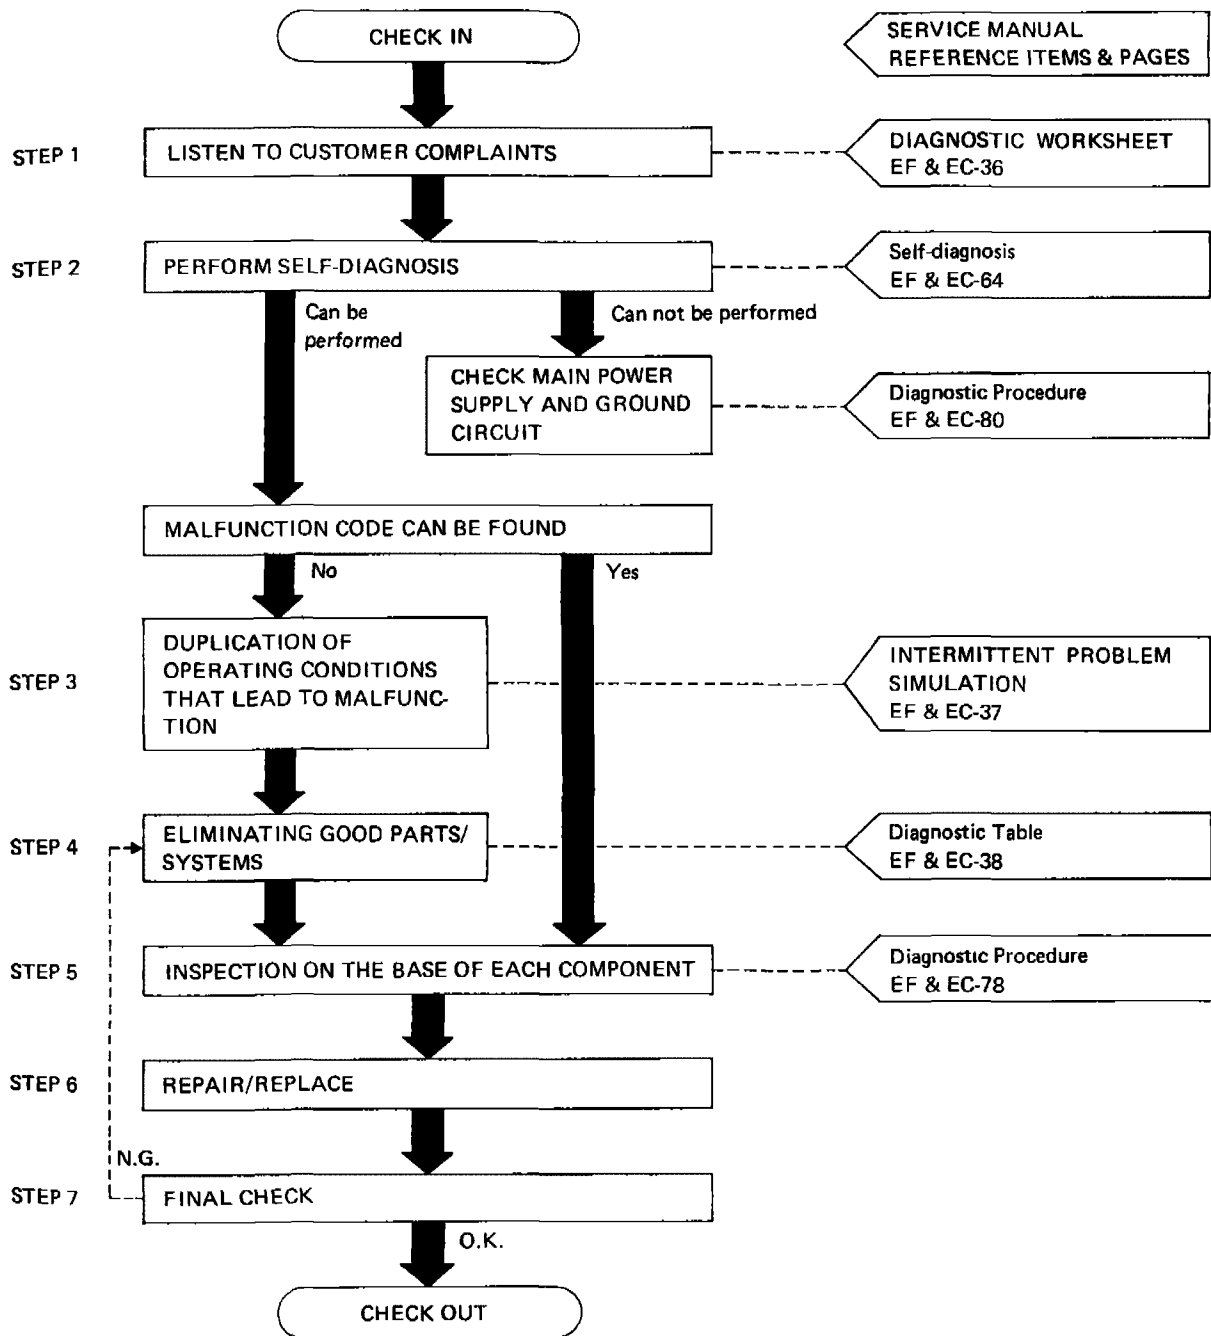 CHECK IN
SERVICE MANUAL
REFERENCE ITEMS & PAGES
STEP 1
LISTEN TO CUSTOMER COMPLAINTS
DIAGNOSTIC WORKSHEET
EF & EC-36
STEP 2
PERFORM SELF-DIAGNOSIS
Self-diagnosis
EF & EC-64
Can be
performed
Can not be performed
CHECK MAIN POWER
SUPPLY AND GROUND
CIRCUIT
Diagnostic Procedure
EF & EC-80
MALFUNCTION CODE CAN BE FOUND
No
Yes
STEP 3
DUPLICATION OF
OPERATING CONDITIONS
THAT LEAD TO MALFUNC-
TION
INTERMITTENT PROBLEM
SIMULATION
EF & EC-37
STEP 4
ELIMINATING GOOD PARTS/
SYSTEMS
Diagnostic Table
EF & EC-38
STEP 5
INSPECTION ON THE BASE OF EACH COMPONENT
Diagnostic Procedure
EF & EC-78
STEP 6
REPAIR/REPLACE
N.G.
STEP 7
FINAL CHECK
O.K.
CHECK OUT